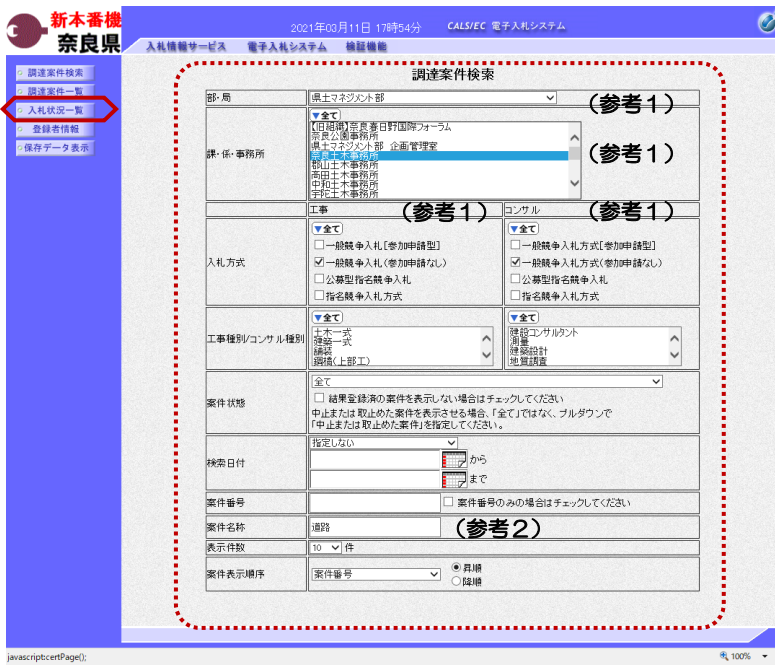 新本番機
奈良県
2021年03月11日 17時54分 CALS/EC 電子入札システム
入札情報サービス 電子入札システム 検証機能
調達案件検索
調達案件一覧
入札状況一覧
登録者情報
保存データ表示
調達案件検索
部・局 県土マネジメント部 (参考1)
▼全て
【旧組織】奈良春日野国際フォーラム
奈良公園事務所
県土マネジメント部 企画管理室
課・係・事務所 奈良土木事務所 (参考1)
郡山土木事務所
高田土木事務所
中和土木事務所
宇陀土木事務所
工事 (参考1) コンサル (参考1)
入札方式
▼全て ▼全て
一般競争入札[参加申請型] 一般競争入札方式[参加申請型]
一般競争入札(参加申請なし) 一般競争入札方式(参加申請なし)
公募型指名競争入札 公募型指名競争入札
指名競争入札方式 指名競争入札方式
工事種別/コンサル種別
▼全て ▼全て
土木一式 建設コンサルタント
建築一式 測量
舗装 建築設計
鋼橋(上部工) 地質調査
案件状態
全て
結果登録済の案件を表示しない場合はチェックしてください
中止または取止めた案件を表示させる場合、「全て」ではなく、プルダウンで
「中止または取止めた案件」を指定してください。
検索日付
指定しない
から
まで
案件番号 案件番号のみの場合はチェックしてください
案件名称 道路 (参考2)
表示件数 10 件
案件表示順序 案件番号 昇順
降順
javascript:certPage(); 100%